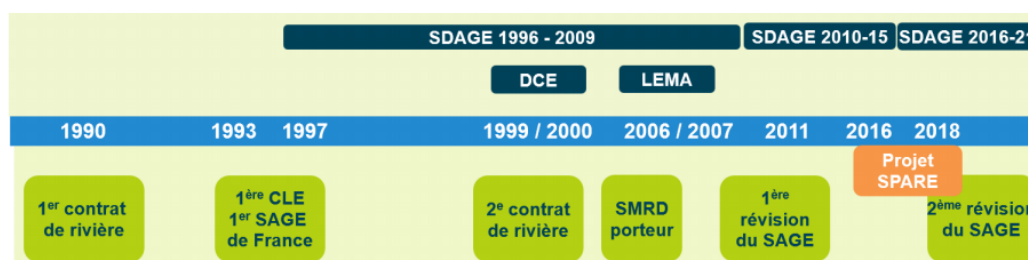 SDAGE 1996 - 2009
SDAGE 2010-15
SDAGE 2016-21
DCE
LEMA
1990
1993
1997
1999 / 2000
2006 / 2007
2011
2016
2018
Projet
SPARE
1er contrat
de rivière
1ère CLE
1er SAGE
de France
2e contrat
de rivière
SMRD
porteur
1ère
révision
du SAGE
2ème révision
du SAGE